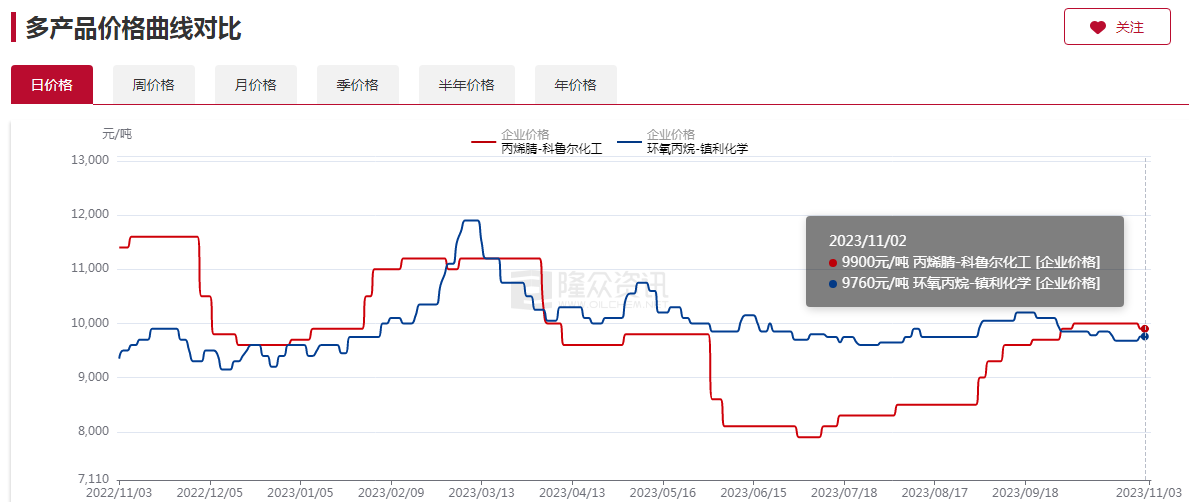 多产品价格曲线对比
关注
日价格 周价格 月价格 季价格 半年价格 年价格
元/吨
企业价格 企业价格
丙烯腈-科鲁尔化工 环氧丙烷-镇利化学
13,000
12,000
2023/11/02
9900元/吨 丙烯腈-科鲁尔化工 [企业价格]
11,000
9760元/吨 环氧丙烷-镇利化学 [企业价格]
隆众资讯
WWW.OILCHEM.NET
10,000
9,000
8,000
7,110
2022/11/03 2022/12/05 2023/01/05 2023/02/09 2023/03/13 2023/04/13 2023/05/16 2023/06/15 2023/07/18 2023/08/17 2023/09/18 2023/11/03